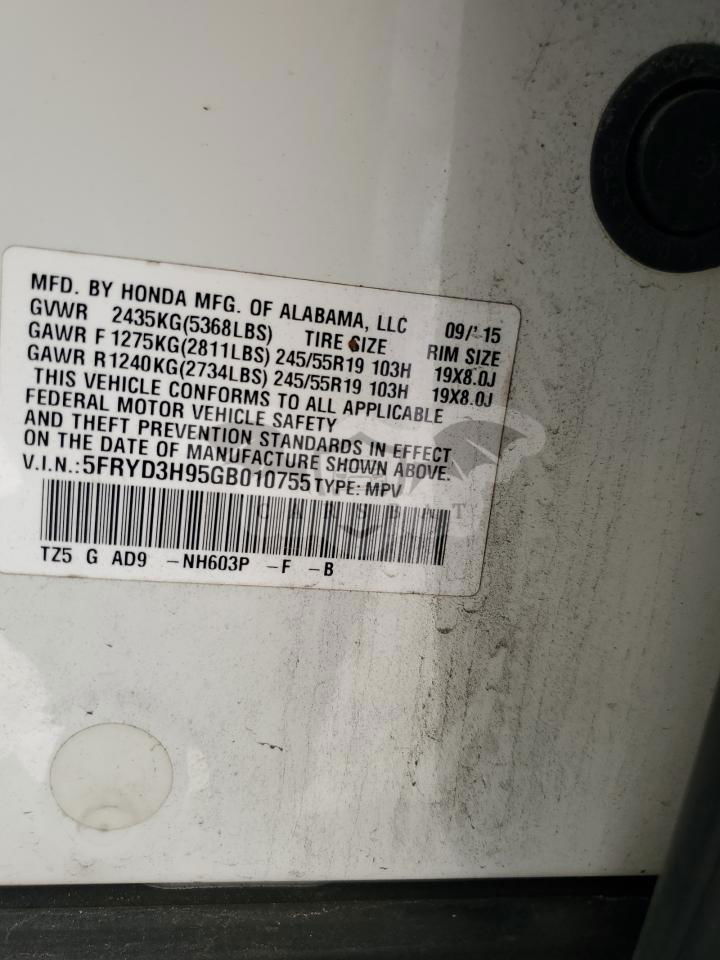 MFD. BY HONDA MFG. OF ALABAMA, LLC 09/15
GVWR 2435KG(5368LBS) TIRE SIZE RIM SIZE
GAWR F 1275KG(2811LBS) 245/55R19 103H 19X8.0J
GAWR R1240KG(2734LBS) 245/55R19 103H 19X8.0J
THIS VEHICLE CONFORMS TO ALL APPLICABLE
FEDERAL MOTOR VEHICLE SAFETY
AND THEFT PREVENTION STANDARDS IN EFFECT
ON THE DATE OF MANUFACTURE SHOWN ABOVE.
V.I.N.:5FRYD3H95GB010755 TYPE: MPV
CARSBAT
TZ5 G AD9 -NH603P -F -B